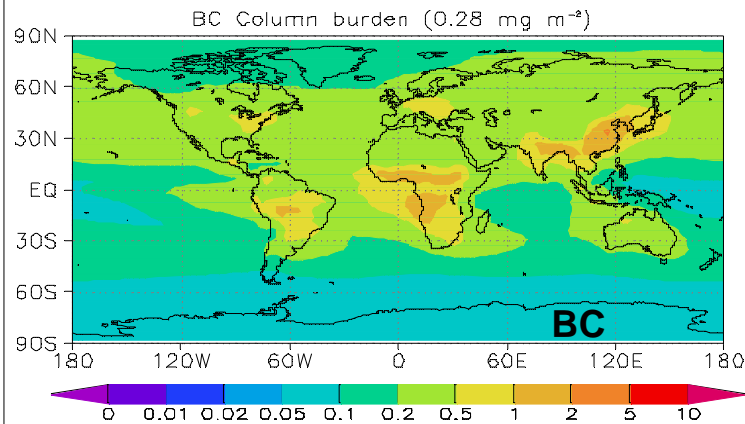 BC Column burden (0.28 mg m⁻²)
90N
60N
30N
EQ
30S
60S
90S
BC
180 120W 60W 0 60E 120E 180
0 0.01 0.02 0.05 0.1 0.2 0.5 1 2 5 10